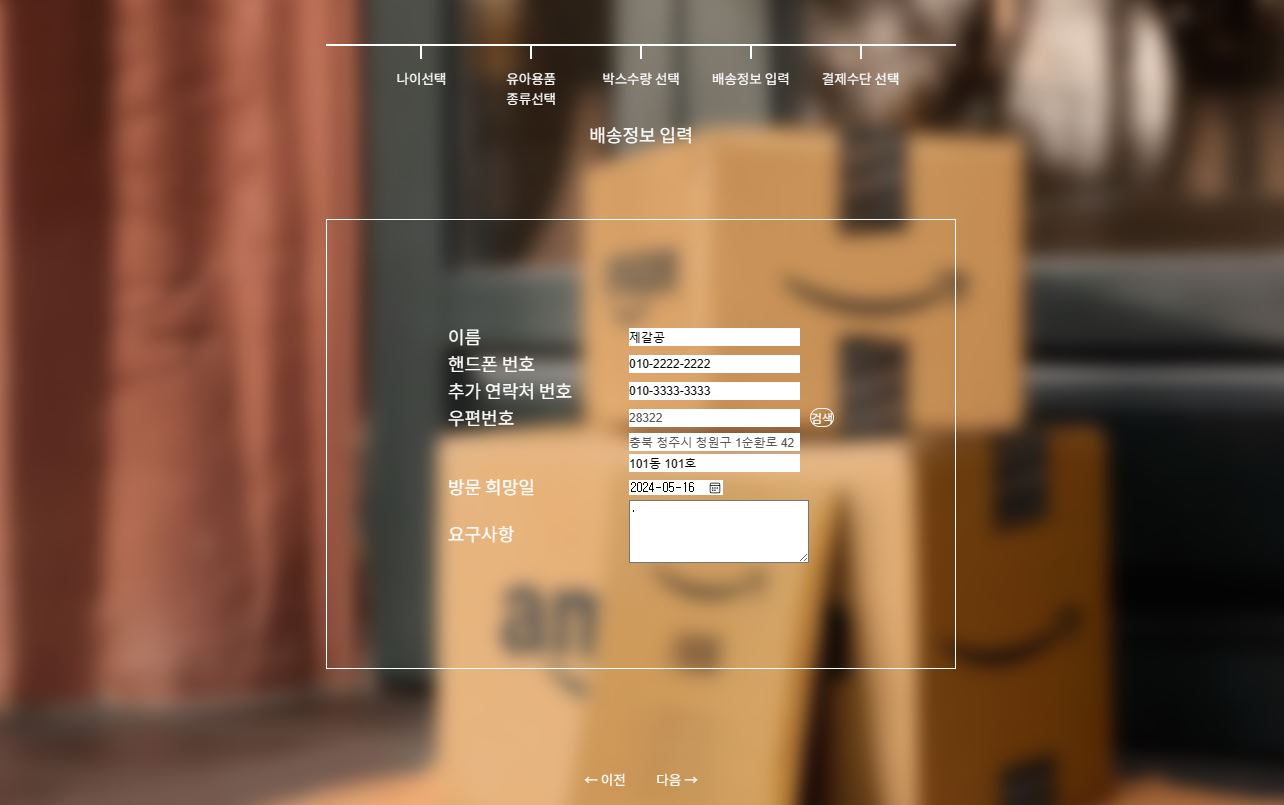 나이선택
유아용품
종류선택
박스수량 선택
배송정보 입력
결제수단 선택
배송정보 입력
이름 제갈공
핸드폰 번호 010-2222-2222
추가 연락처 번호 010-3333-3333
우편번호 28322 검색
충북 청주시 청원구 1순환로 42
101동 101호
방문 희망일 2024-05-16
요구사항 .
am
← 이전 다음 →